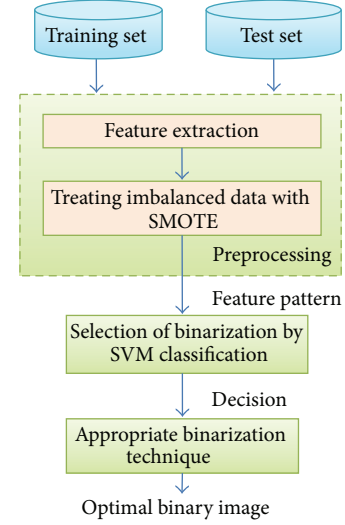 Training set
Test set
Feature extraction
Treating imbalanced data with
SMOTE
Preprocessing
Feature pattern
Selection of binarization by
SVM classification
Decision
Appropriate binarization
technique
Optimal binary image